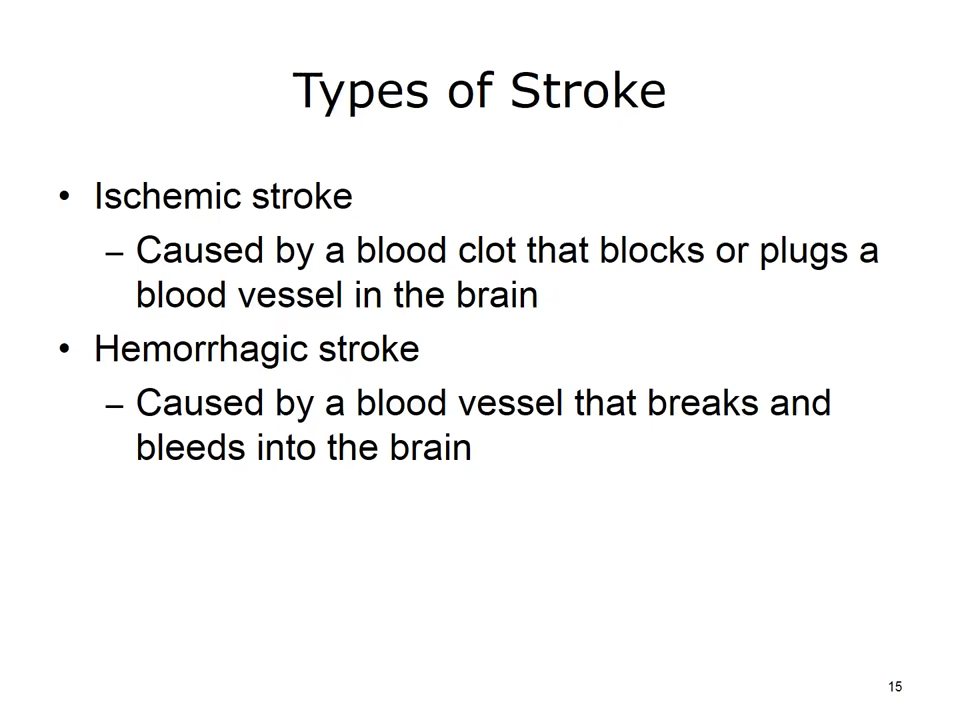 Types of Stroke
• Ischemic stroke
– Caused by a blood clot that blocks or plugs a
blood vessel in the brain
• Hemorrhagic stroke
– Caused by a blood vessel that breaks and
bleeds into the brain
15